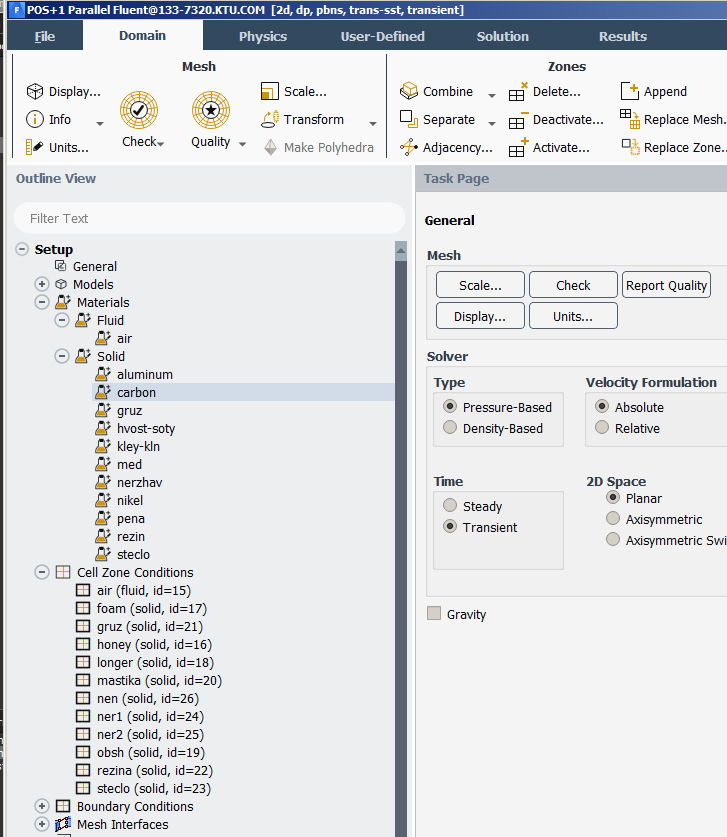 POS+1 Parallel Fluent@133-7320.KTU.COM [2d, dp, pbns, trans-sst, transient]
File Domain Physics User-Defined Solution Results
Mesh Zones
Display... Scale... Combine Delete... Append
Info Transform Separate Deactivate... Replace Mesh.
Units... Check Quality Make Polyhedra Adjacency... Activate... Replace Zone..
Outline View
Filter Text
Setup
General
Models
Materials
Fluid
air
Solid
aluminum
carbon
gruz
hvost-soty
kley-kln
med
nerzhav
nikel
pena
rezin
steclo
Cell Zone Conditions
air (fluid, id=15)
foam (solid, id=17)
gruz (solid, id=21)
honey (solid, id=16)
longer (solid, id=18)
mastika (solid, id=20)
nen (solid, id=26)
ner1 (solid, id=24)
ner2 (solid, id=25)
obsh (solid, id=19)
rezina (solid, id=22)
steclo (solid, id=23)
Boundary Conditions
Mesh Interfaces
Task Page
General
Mesh
Scale... Check Report Quality
Display... Units...
Solver
Type Velocity Formulation
Pressure-Based Absolute
Density-Based Relative
Time 2D Space
Steady Planar
Transient Axisymmetric
Axisymmetric Swi
Gravity